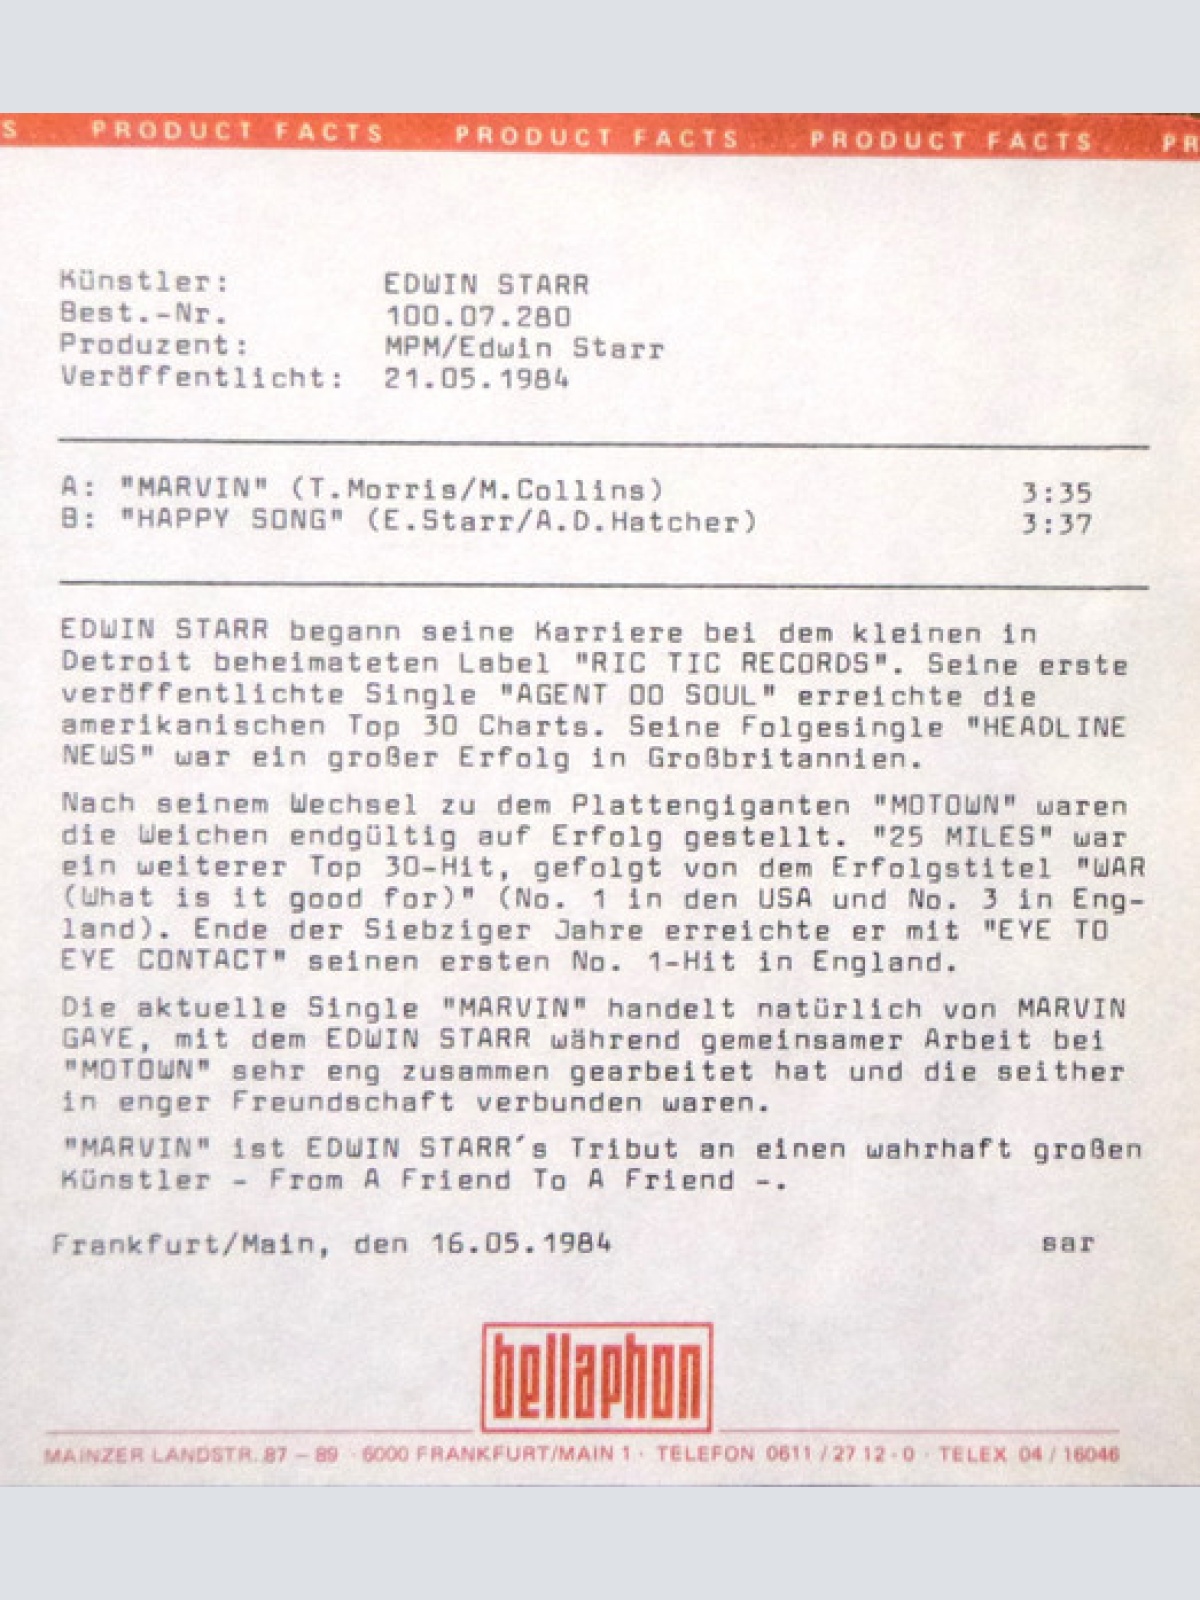 S... PRODUCT FACTS... PRODUCT FACTS... PRODUCT FACTS... PR
Künstler: EDWIN STARR
Best.-Nr. 100.07.280
Produzent: MPM/Edwin Starr
Veröffentlicht: 21.05.1984
A: "MARVIN" (T.Morris/M.Collins) 3:35
B: "HAPPY SONG" (E.Starr/A.D.Hatcher) 3:37
EDWIN STARR begann seine Karriere bei dem kleinen in
Detroit beheimateten Label "RIC TIC RECORDS". Seine erste
veröffentlichte Single "AGENT OO SOUL" erreichte die
amerikanischen Top 30 Charts. Seine Folgesingle "HEADLINE
NEWS" war ein großer Erfolg in Großbritannien.
Nach seinem Wechsel zu dem Plattengiganten "MOTOWN" waren
die Weichen endgültig auf Erfolg gestellt. "25 MILES" war
ein weiterer Top 30-Hit, gefolgt von dem Erfolgstitel "WAR
(What is it good for)" (No. 1 in den USA und No. 3 in Eng-
land). Ende der Siebziger Jahre erreichte er mit "EYE TO
EYE CONTACT" seinen ersten No. 1-Hit in England.
Die aktuelle Single "MARVIN" handelt natürlich von MARVIN
GAYE, mit dem EDWIN STARR während gemeinsamer Arbeit bei
"MOTOWN" sehr eng zusammen gearbeitet hat und die seither
in enger Freundschaft verbunden waren.
"MARVIN" ist EDWIN STARR´s Tribut an einen wahrhaft großen
Künstler - From A Friend To A Friend -.
Frankfurt/Main, den 16.05.1984 sar
bellaphon
MAINZER LANDSTR. 87 – 89 · 6000 FRANKFURT/MAIN 1 · TELEFON 0611 / 27 12 - 0 · TELEX 04 / 16046